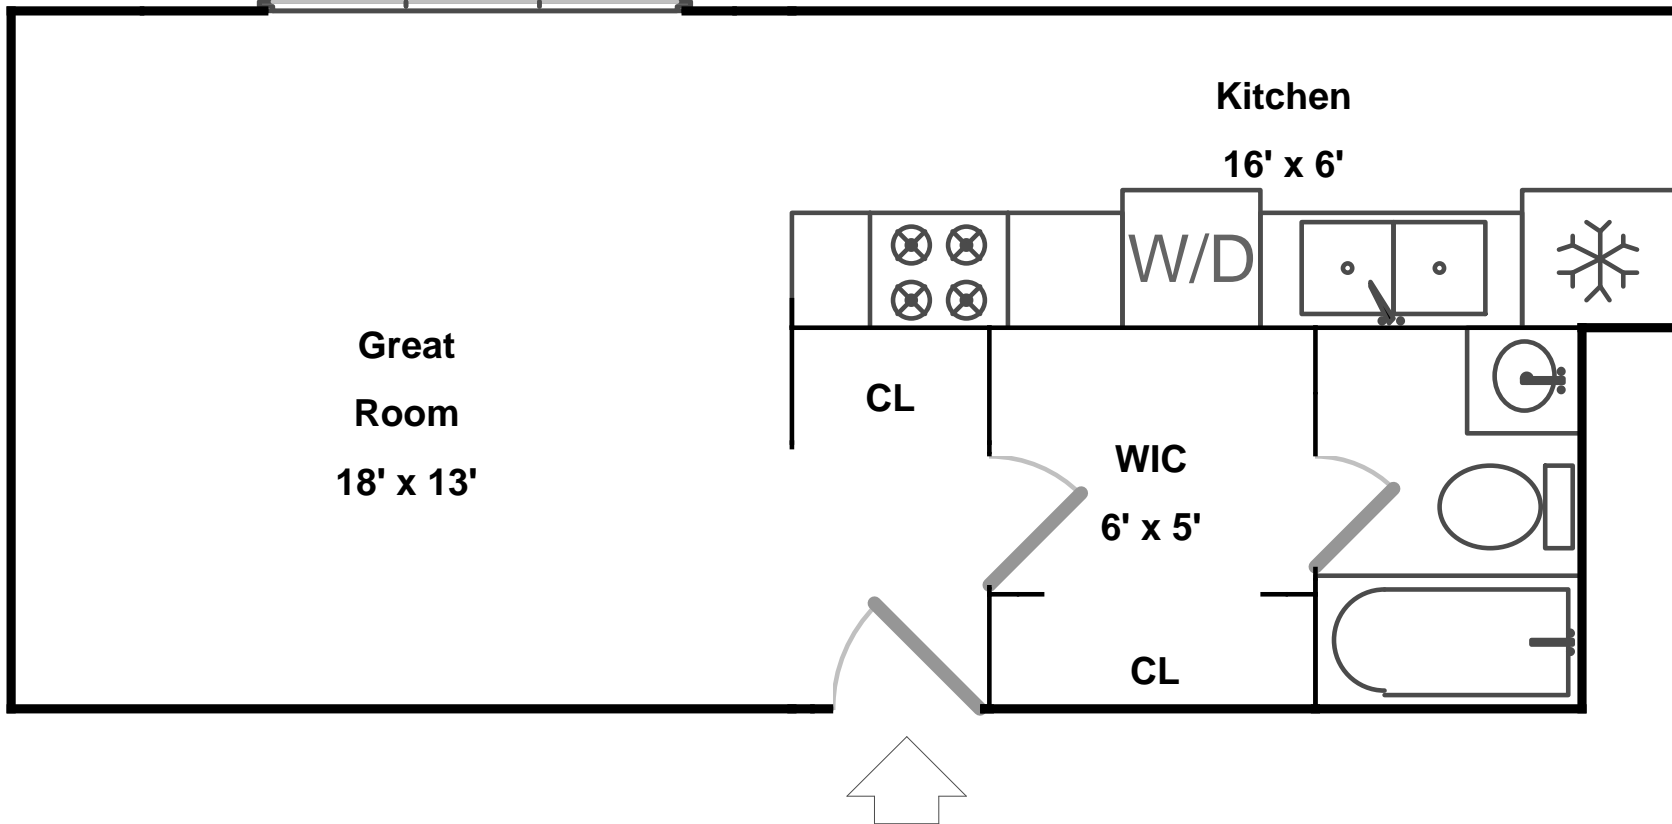 Kitchen
16' x 6'
W/D
Great
Room
18' x 13'
CL
WIC
6' x 5'
CL